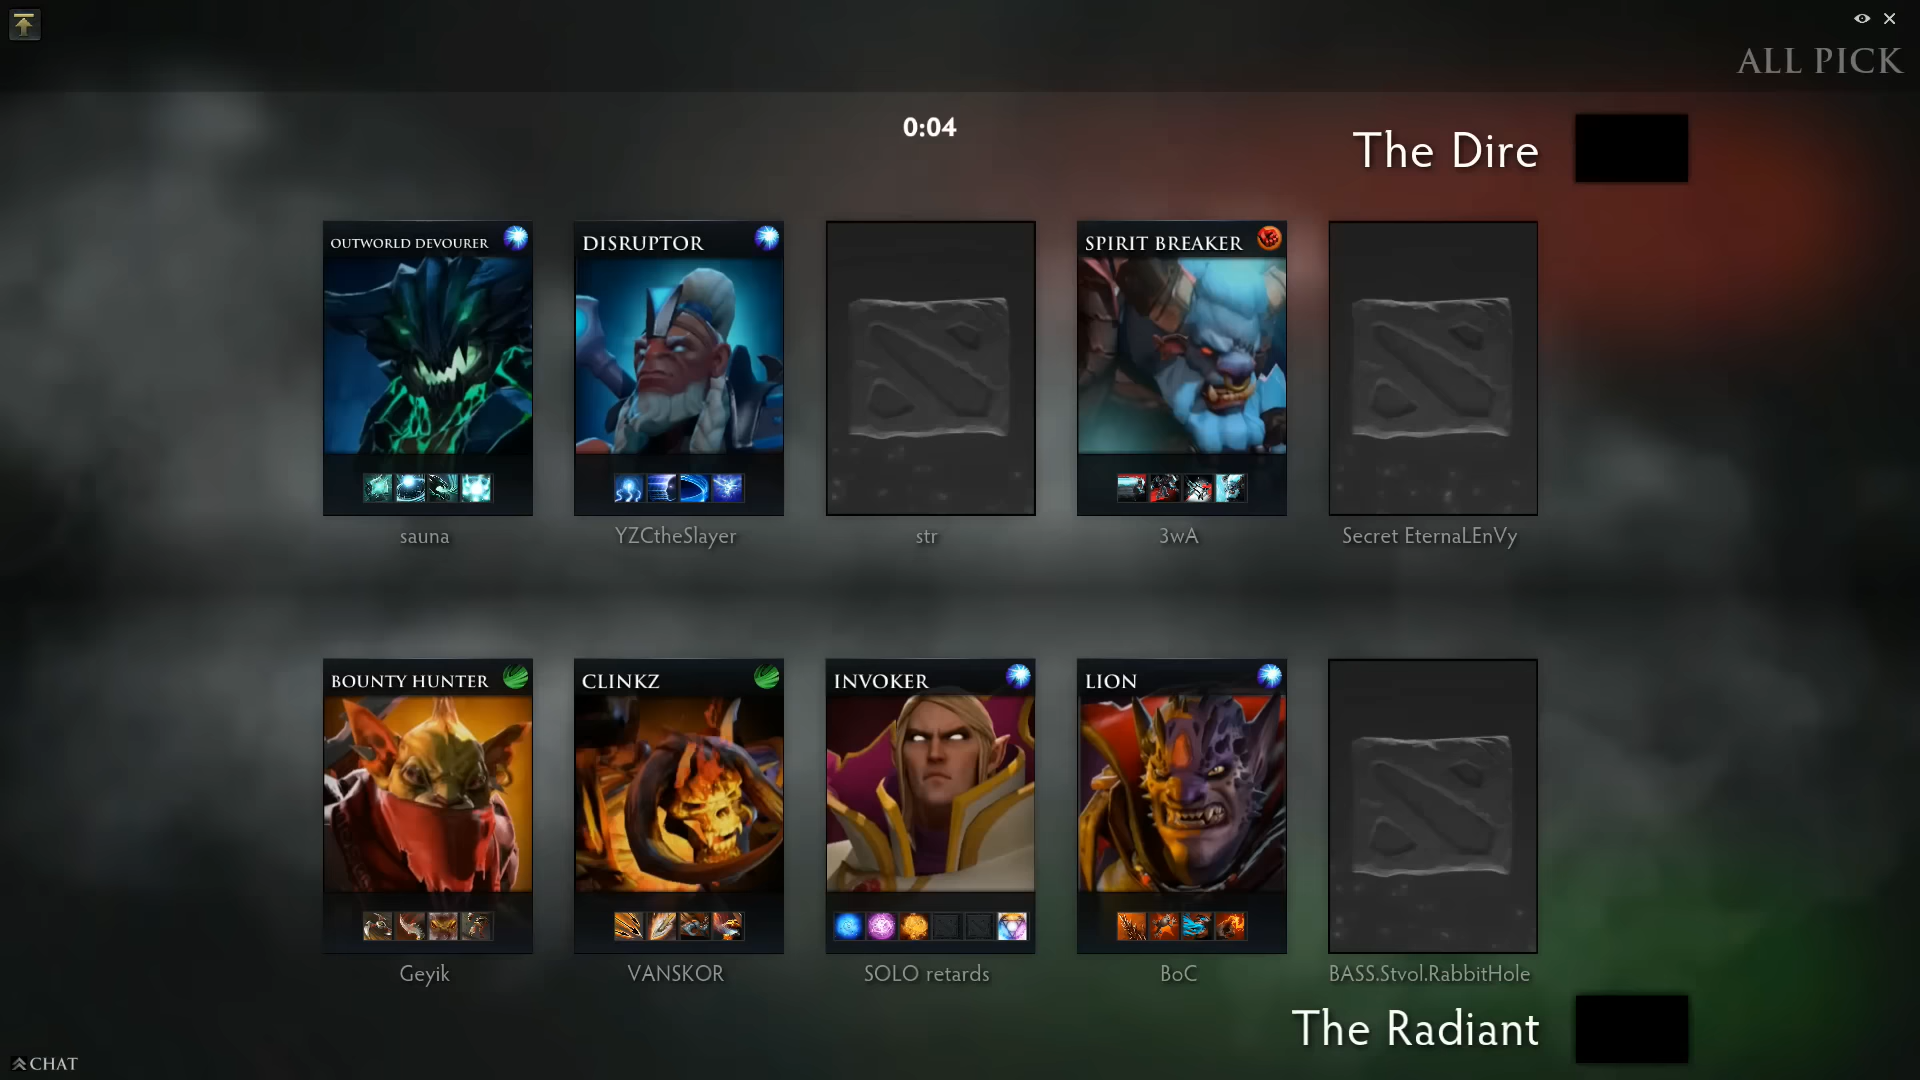 ALL PICK
0:04
The Dire
OUTWORLD DEVOURER
DISRUPTOR
SPIRIT BREAKER
sauna
YZCtheSlayer
str
3wA
Secret EternaLEnVy
BOUNTY HUNTER
CLINKZ
INVOKER
LION
Geyik
VANSKOR
SOLO retards
BoC
BASS.Stvol.RabbitHole
The Radiant
CHAT